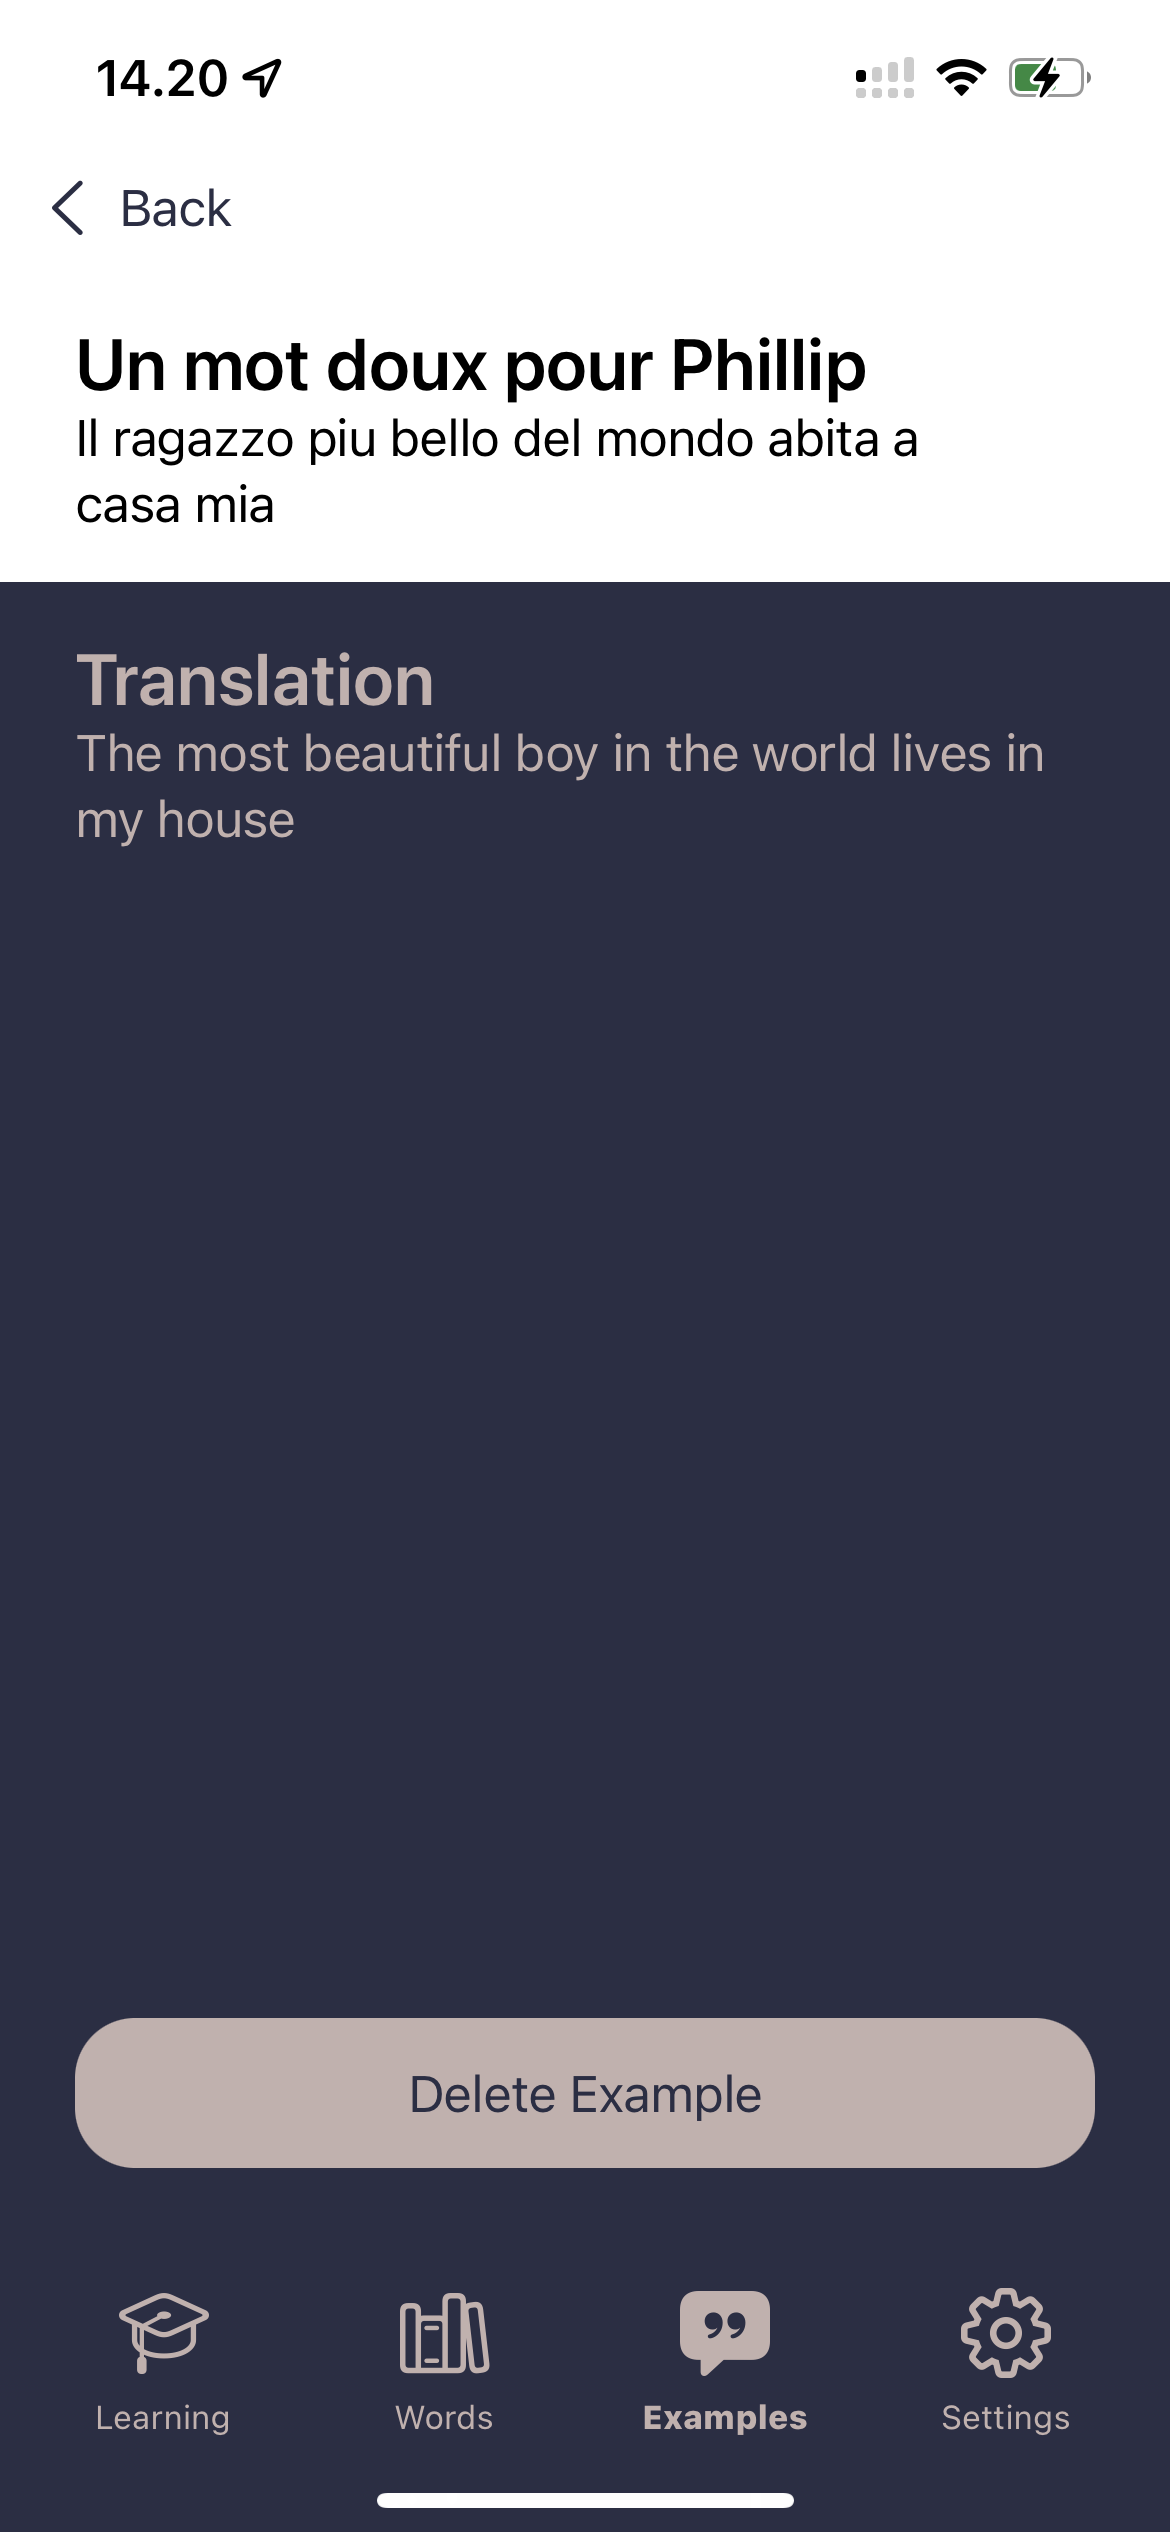 14.20
Back
Un mot doux pour Phillip
Il ragazzo piu bello del mondo abita a
casa mia
Translation
The most beautiful boy in the world lives in
my house
Delete Example
Learning
Words
Examples
Settings